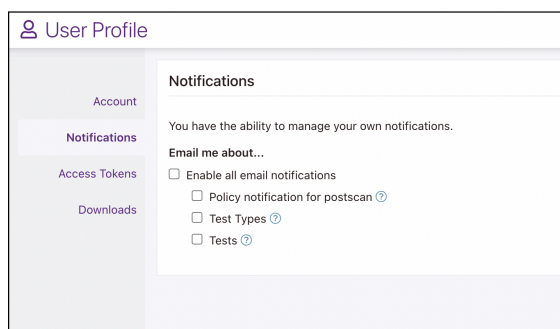 User Profile
Account
Notifications
Access Tokens
Downloads
Notifications
You have the ability to manage your own notifications.
Email me about...
Enable all email notifications
Policy notification for postscan ?
Test Types ?
Tests ?